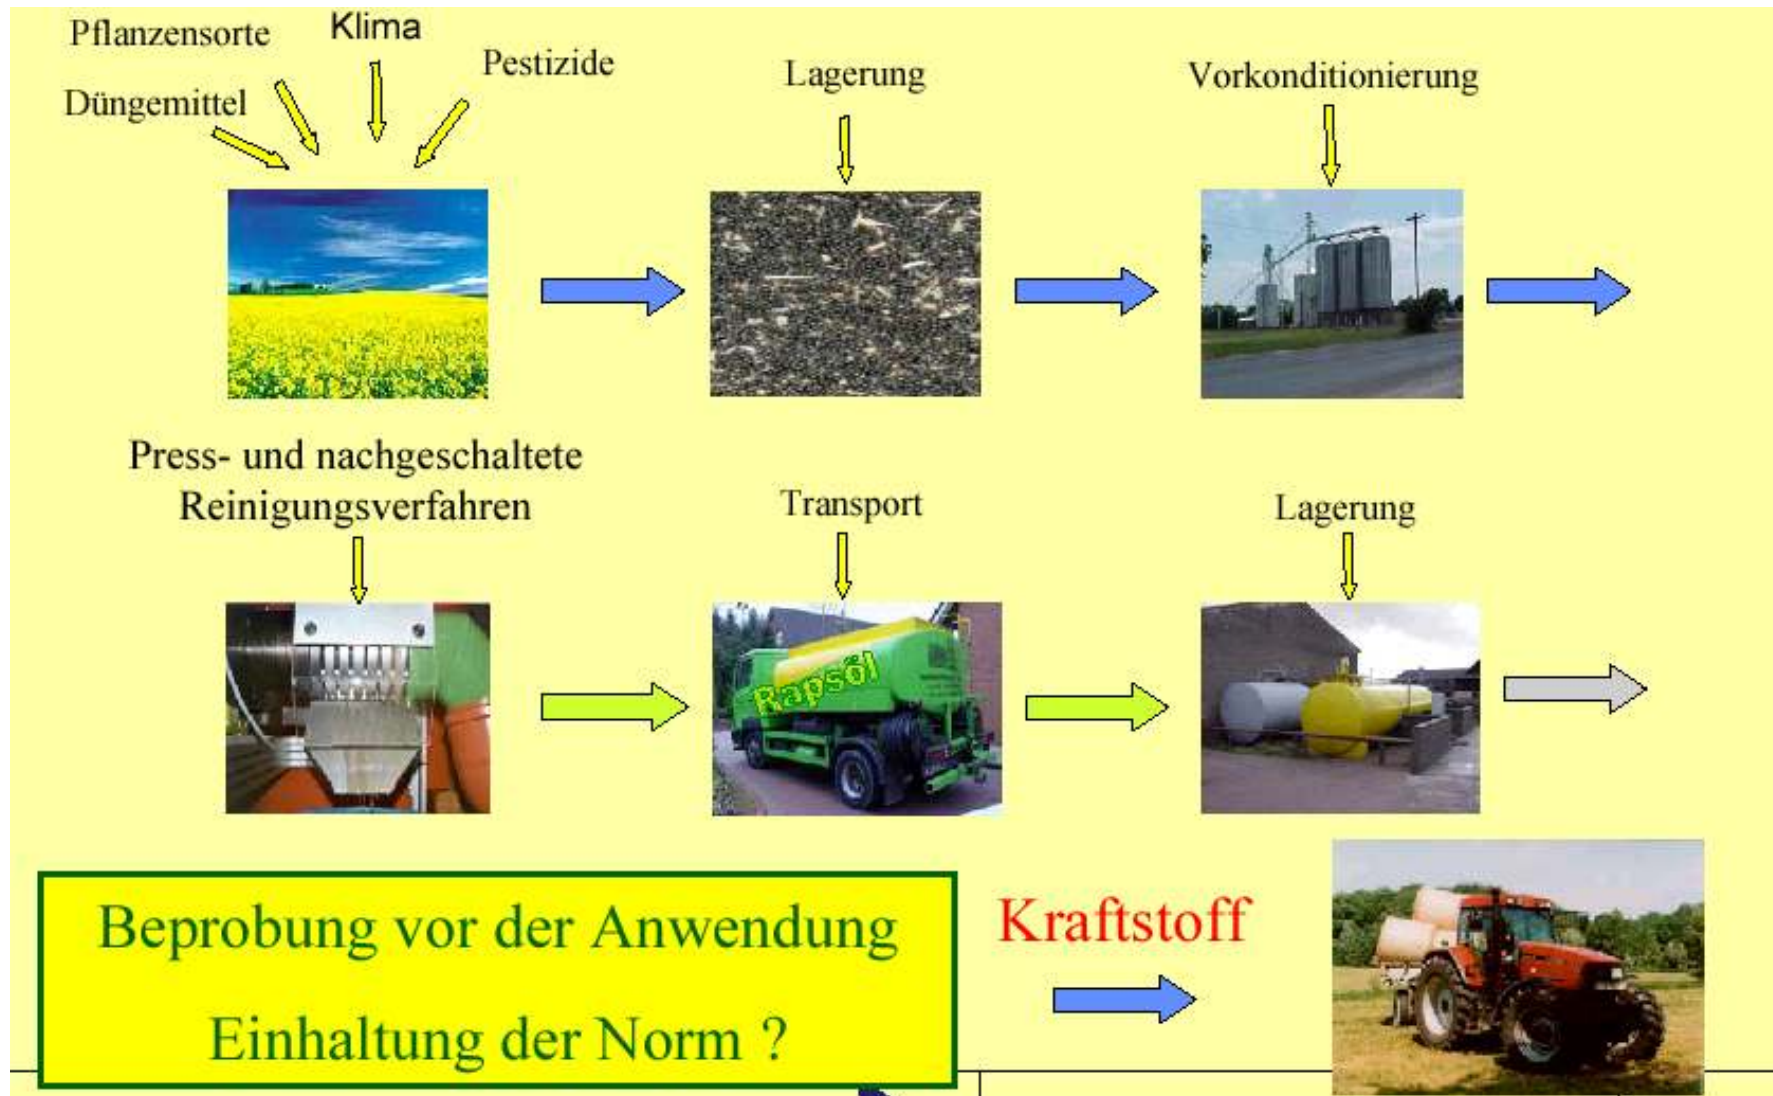 Pflanzensorte
Klima
Pestizide
Düngemittel
Lagerung
Vorkonditionierung
Press- und nachgeschaltete
Reinigungsverfahren
Transport
Lagerung
Rapsöl
Beprobung vor der Anwendung
Einhaltung der Norm ?
Kraftstoff